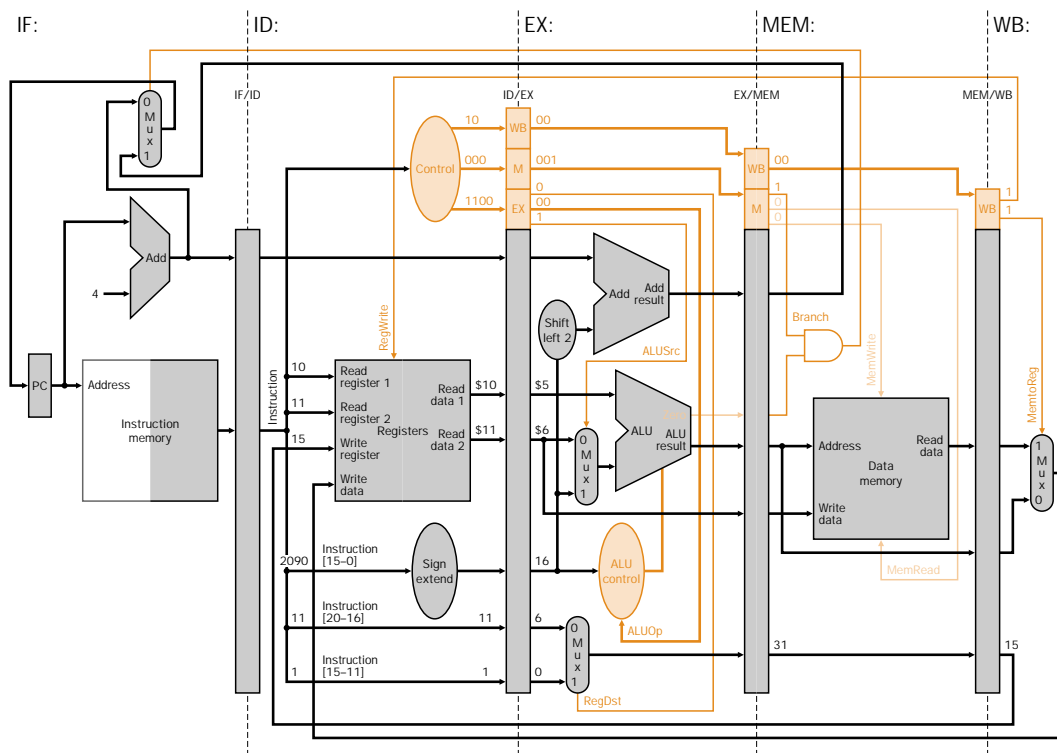 IF:
ID:
EX:
MEM:
WB:
IF/ID
ID/EX
EX/MEM
MEM/WB
0
M
u
x
1
Control
10
000
1100
WB
M
EX
00
001
0
00
1
WB
M
00
1
0
0
WB
1
1
Add
4
PC
Address
Instruction
memory
Instruction
RegWrite
10
11
15
Read
register 1
Read
register 2
Write
register
Write
data
Registers
Read
data 1
Read
data 2
$10
$11
$5
$6
Shift
left 2
Add
Add
result
ALUSrc
0
M
u
x
1
ALU
ALU
result
Branch
MemWrite
Address
Write
data
Read
data
Data
memory
MemRead
MemtoReg
1
M
u
x
0
2090
Instruction
[15–0]
Sign
extend
16
ALU
control
ALUOp
11
Instruction
[20–16]
11
6
1
Instruction
[15–11]
1
0
0
M
u
x
1
RegDst
31
15